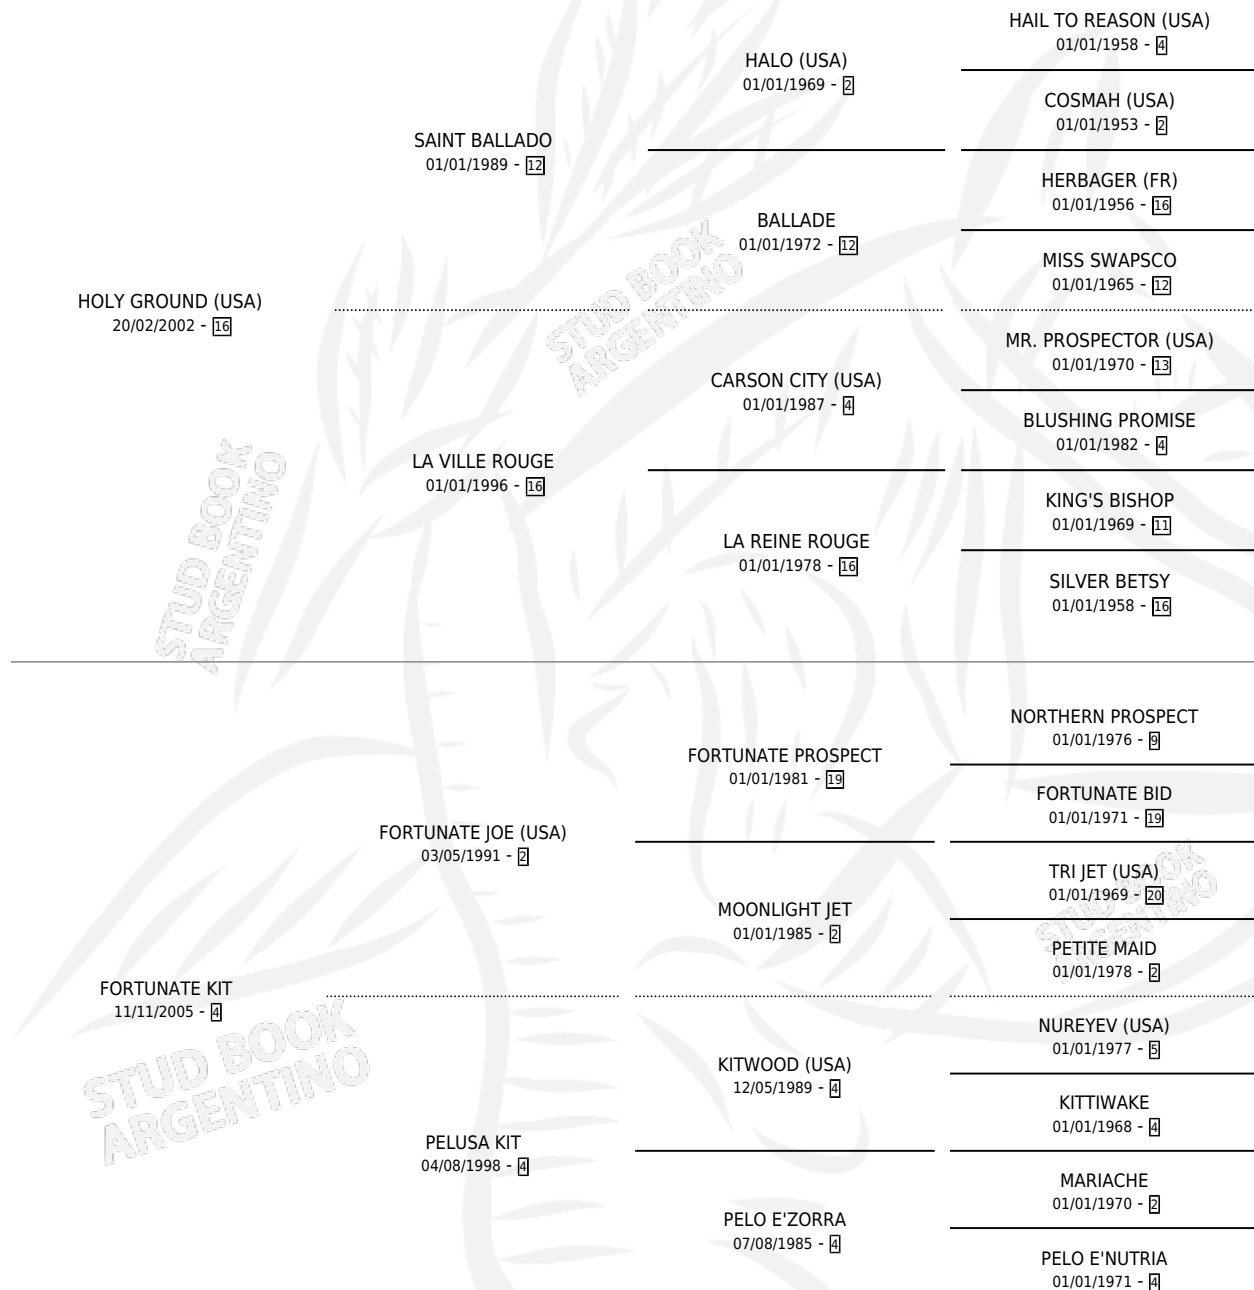 HAIL TO REASON (USA)
01/01/1958 - 4
HALO (USA)
01/01/1969 - 2
COSMAH (USA)
01/01/1953 - 2
SAINT BALLADO
01/01/1989 - 12
HERBAGER (FR)
01/01/1956 - 16
BALLADE
01/01/1972 - 12
MISS SWAPSCO
01/01/1965 - 12
HOLY GROUND (USA)
20/02/2002 - 16
MR. PROSPECTOR (USA)
01/01/1970 - 13
CARSON CITY (USA)
01/01/1987 - 4
BLUSHING PROMISE
01/01/1982 - 4
LA VILLE ROUGE
01/01/1996 - 16
KING'S BISHOP
01/01/1969 - 11
LA REINE ROUGE
01/01/1978 - 16
SILVER BETSY
01/01/1958 - 16
STUD BOOK
ARGENTINO
STUD BOOK
ARGENTINO
NORTHERN PROSPECT
01/01/1976 - 9
FORTUNATE PROSPECT
01/01/1981 - 19
FORTUNATE BID
01/01/1971 - 19
FORTUNATE JOE (USA)
03/05/1991 - 2
TRI JET (USA)
01/01/1969 - 20
MOONLIGHT JET
01/01/1985 - 2
PETITE MAID
01/01/1978 - 2
STUD BOOK
ARGENTINO
FORTUNATE KIT
11/11/2005 - 4
NUREYEV (USA)
01/01/1977 - 5
KITWOOD (USA)
12/05/1989 - 4
KITTIWAKE
01/01/1968 - 4
PELUSA KIT
04/08/1998 - 4
MARIACHE
01/01/1970 - 2
PELO E'ZORRA
07/08/1985 - 4
PELO E'NUTRIA
01/01/1971 - 4
STUD BOOK
ARGENTINO